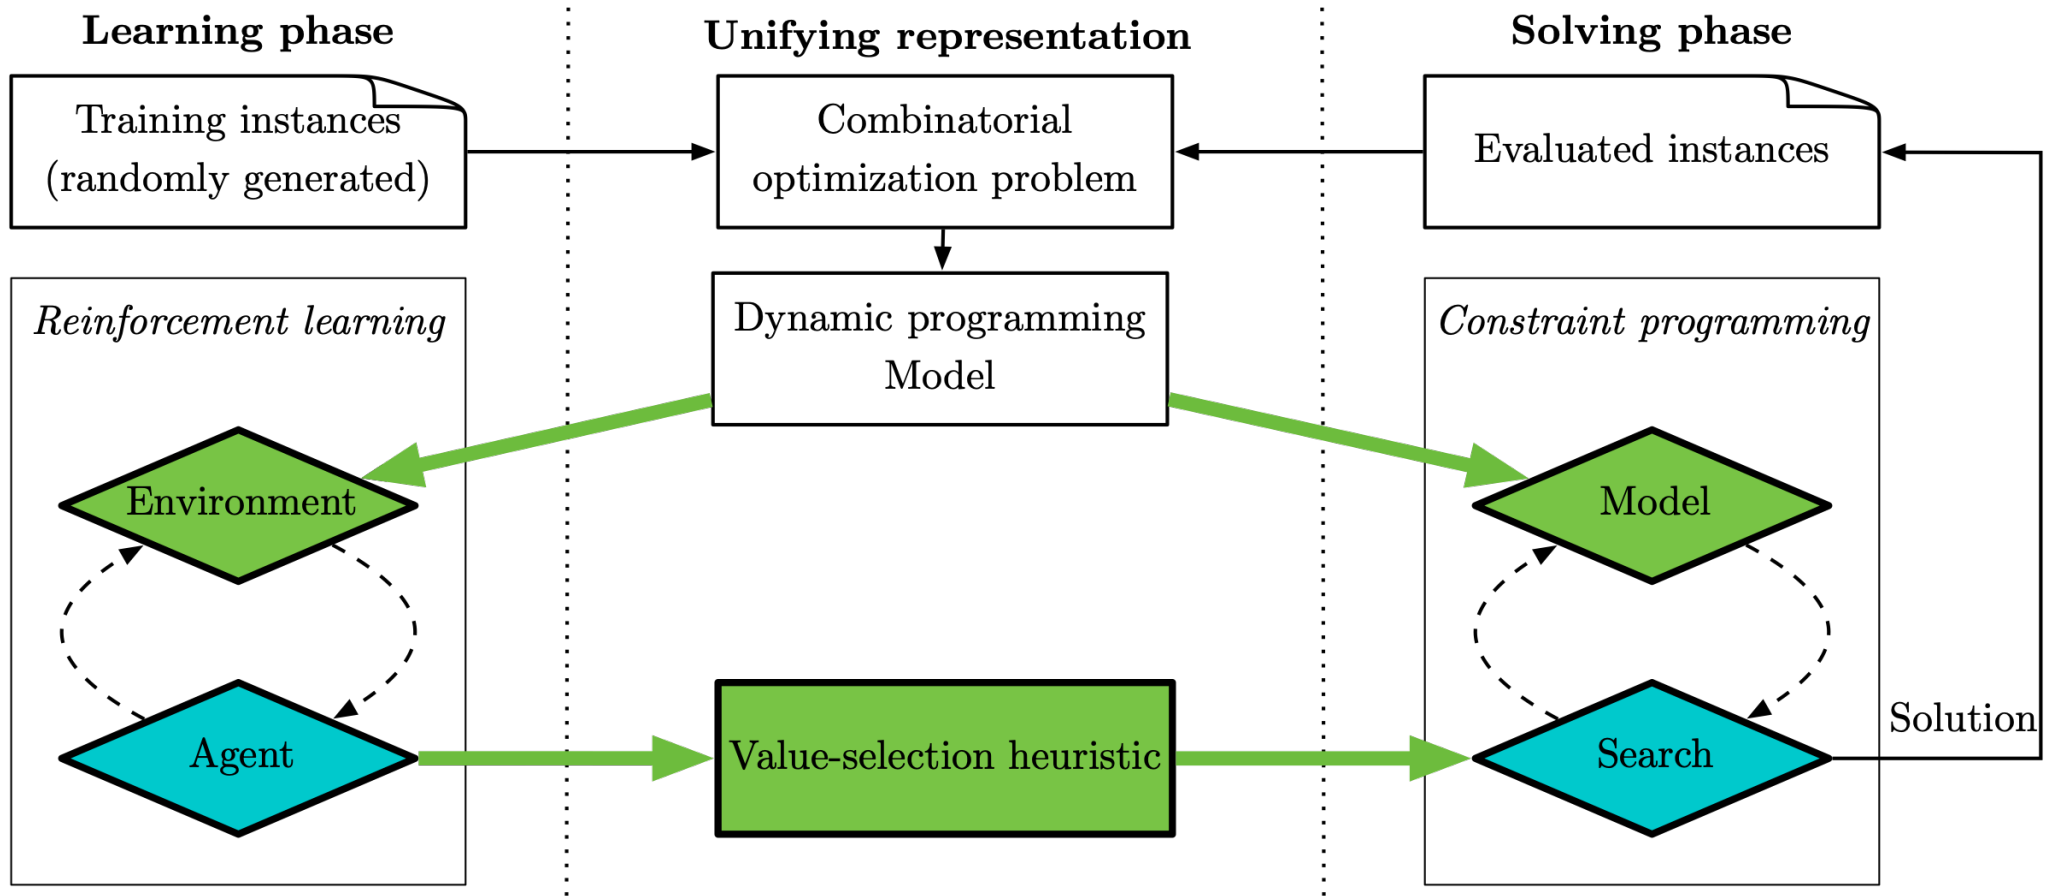 Learning phase
Unifying representation
Solving phase
Training instances
(randomly generated)
Combinatorial
optimization problem
Evaluated instances
Reinforcement learning
Dynamic programming
Model
Constraint programming
Environment
Model
Agent
Value-selection heuristic
Search
Solution